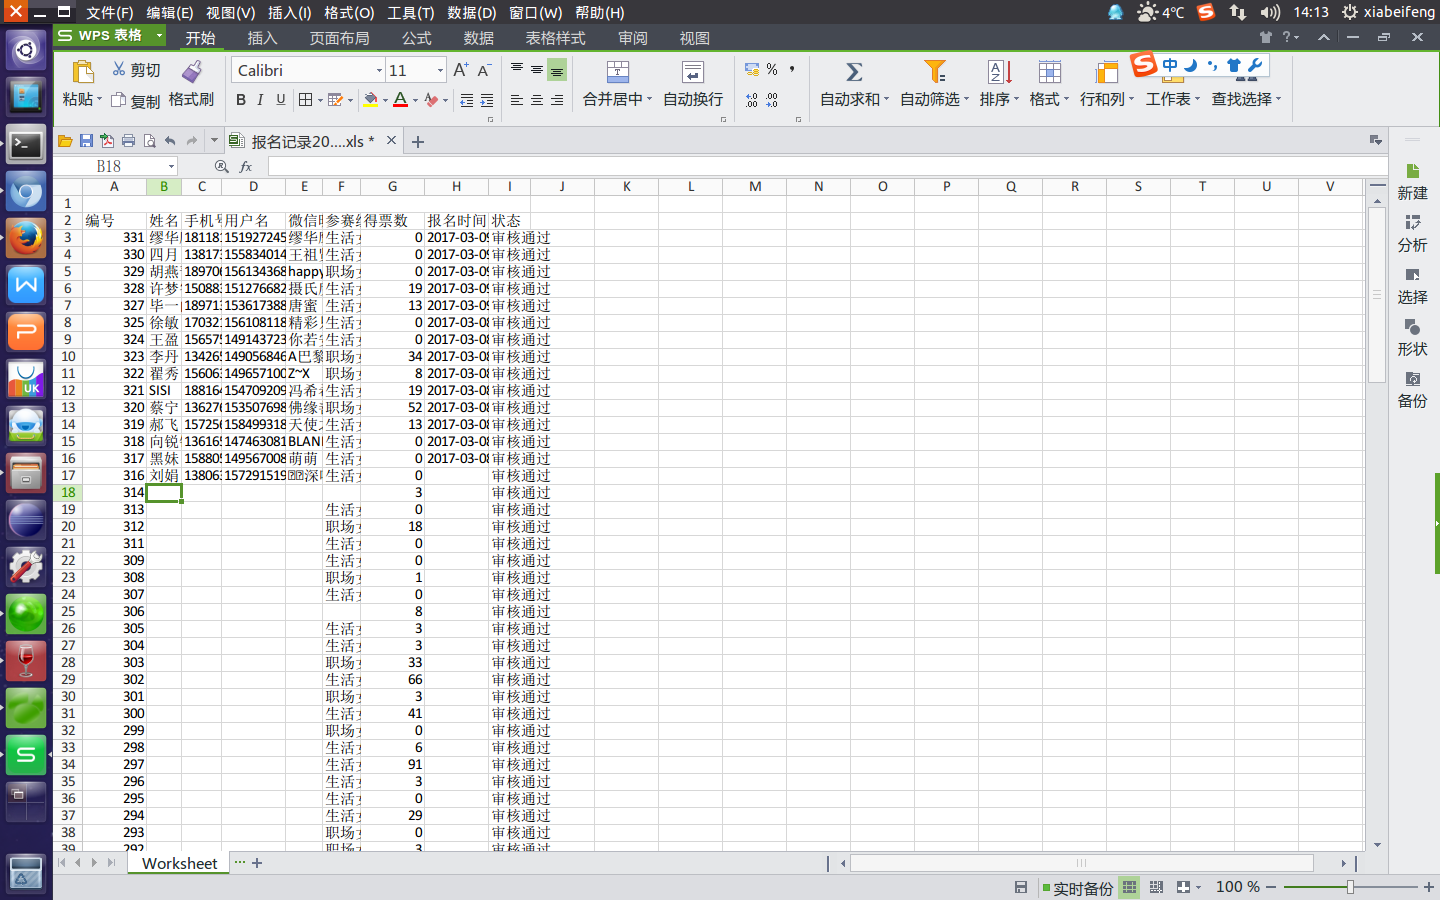 文件(F) 编辑(E) 视图(V) 插入(I) 格式(O) 工具(T) 数据(D) 窗口(W) 帮助(H) 4℃ 14:13 xiabeifeng
WPS 表格 开始 插入 页面布局 公式 数据 表格样式 审阅 视图
剪切 Calibri 11 中
粘贴 复制 格式刷 B I U 合并居中 自动换行 自动求和 自动筛选 排序 格式 行和列 工作表 查找选择
报名记录20....xls *
B18 fx
A B C D E F G H I J K L M N O P Q R S T U V
1
2 编号 姓名 手机号 用户名 微信 参赛 得票数 报名时间 状态
3 331 缪华 18118 151927245 缪华 生活 0 2017-03-09 审核通过
4 330 四月 13817 155834014 王祖 生活 0 2017-03-09 审核通过
5 329 胡燕 18970 156134368 happy 职场 0 2017-03-09 审核通过
6 328 许梦 15088 151276682 摄氏 生活 19 2017-03-09 审核通过
7 327 毕一 18971 153617388 唐蜜 生活 13 2017-03-09 审核通过
8 325 徐敏 17032 156108118 精彩 生活 0 2017-03-08 审核通过
9 324 王盈 15657 149143723 你若 生活 0 2017-03-08 审核通过
10 323 李丹 13426 149056846 A巴黎 职场 34 2017-03-08 审核通过
11 322 翟秀 15606 149657100 Z~X 职场 8 2017-03-08 审核通过
12 321 SISI 18816 154709209 冯希 生活 19 2017-03-08 审核通过
13 320 蔡宁 13627 153507698 佛缘 职场 52 2017-03-08 审核通过
14 319 郝飞 15725 158499318 天使 生活 13 2017-03-08 审核通过
15 318 向锐 13616 147463081 BLAN 生活 0 2017-03-08 审核通过
16 317 黑妹 15880 149567008 萌萌 生活 0 2017-03-08 审核通过
17 316 刘娟 13806 157291519 深 生活 0 审核通过
18 314 3 审核通过
19 313 生活 0 审核通过
20 312 职场 18 审核通过
21 311 生活 0 审核通过
22 309 生活 0 审核通过
23 308 职场 1 审核通过
24 307 生活 0 审核通过
25 306 8 审核通过
26 305 生活 3 审核通过
27 304 生活 3 审核通过
28 303 职场 33 审核通过
29 302 生活 66 审核通过
30 301 职场 3 审核通过
31 300 生活 41 审核通过
32 299 职场 0 审核通过
33 298 生活 6 审核通过
34 297 生活 91 审核通过
35 296 生活 3 审核通过
36 295 生活 0 审核通过
37 294 生活 29 审核通过
38 293 职场 0 审核通过
39 292 职场 3 审核通过
新建
分析
选择
形状
备份
Worksheet
实时备份 100 %